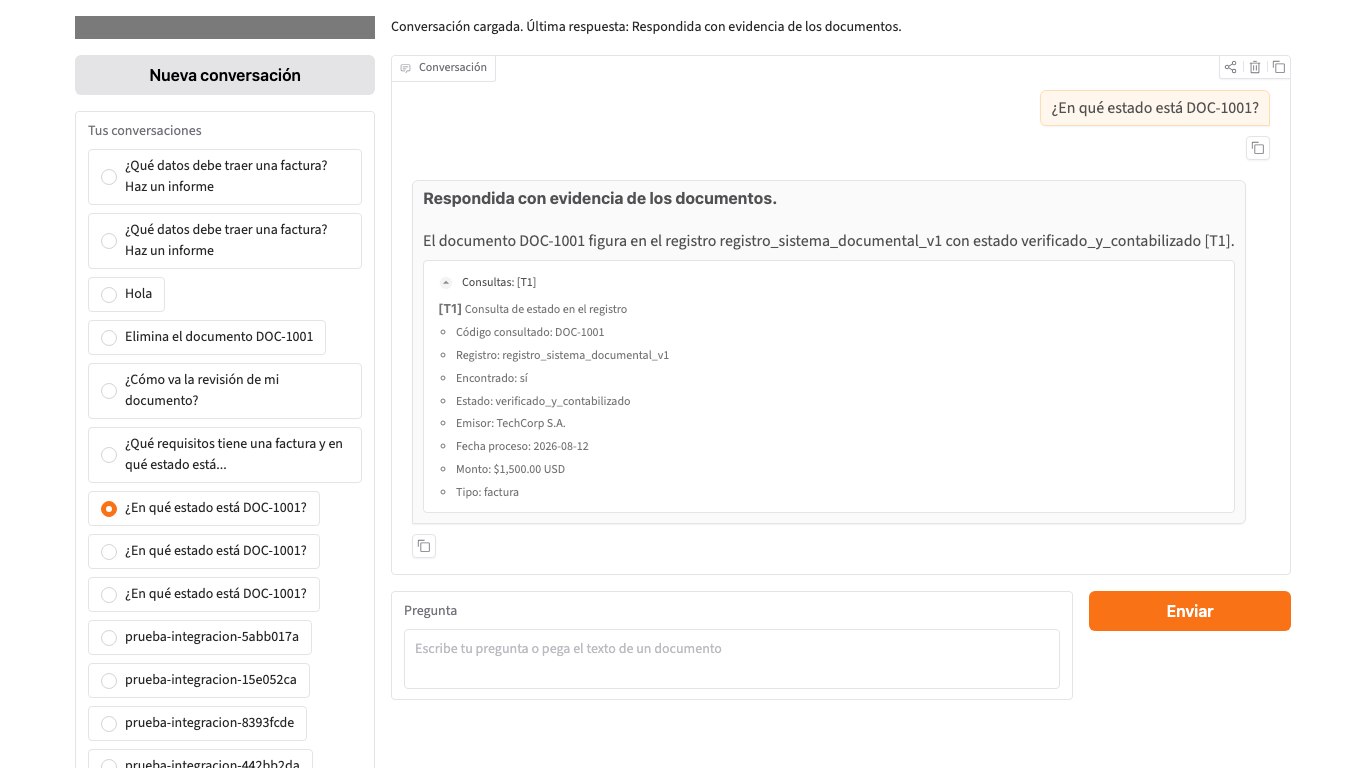 Conversación cargada. Última respuesta: Respondida con evidencia de los documentos.
Nueva conversación
Tus conversaciones
¿Qué datos debe traer una factura?
Haz un informe
¿Qué datos debe traer una factura?
Haz un informe
Hola
Elimina el documento DOC-1001
¿Cómo va la revisión de mi
documento?
¿Qué requisitos tiene una factura y en
qué estado está...
¿En qué estado está DOC-1001?
¿En qué estado está DOC-1001?
¿En qué estado está DOC-1001?
prueba-integracion-5abb017a
prueba-integracion-15e052ca
prueba-integracion-8393fcde
prueba-integracion-442bb2da
Conversación
¿En qué estado está DOC-1001?
Respondida con evidencia de los documentos.
El documento DOC-1001 figura en el registro registro_sistema_documental_v1 con estado verificado_y_contabilizado [T1].
Consultas: [T1]
[T1] Consulta de estado en el registro
Código consultado: DOC-1001
Registro: registro_sistema_documental_v1
Encontrado: sí
Estado: verificado_y_contabilizado
Emisor: TechCorp S.A.
Fecha proceso: 2026-08-12
Monto: $1,500.00 USD
Tipo: factura
Pregunta
Escribe tu pregunta o pega el texto de un documento
Enviar